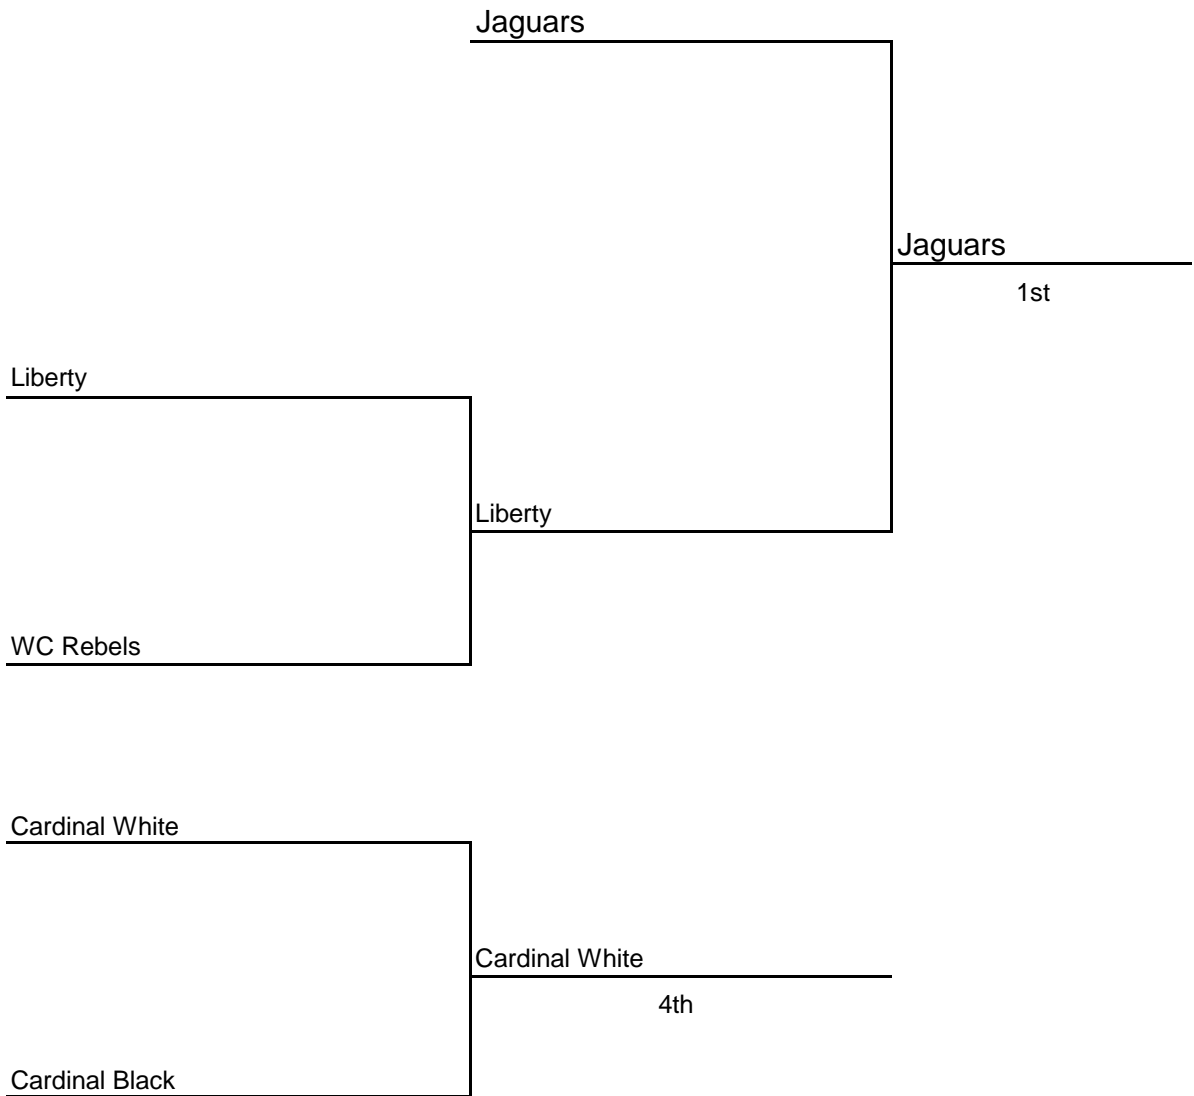 Jaguars
Jaguars
1st
Liberty
Liberty
WC Rebels
Cardinal White
Cardinal White
4th
Cardinal Black